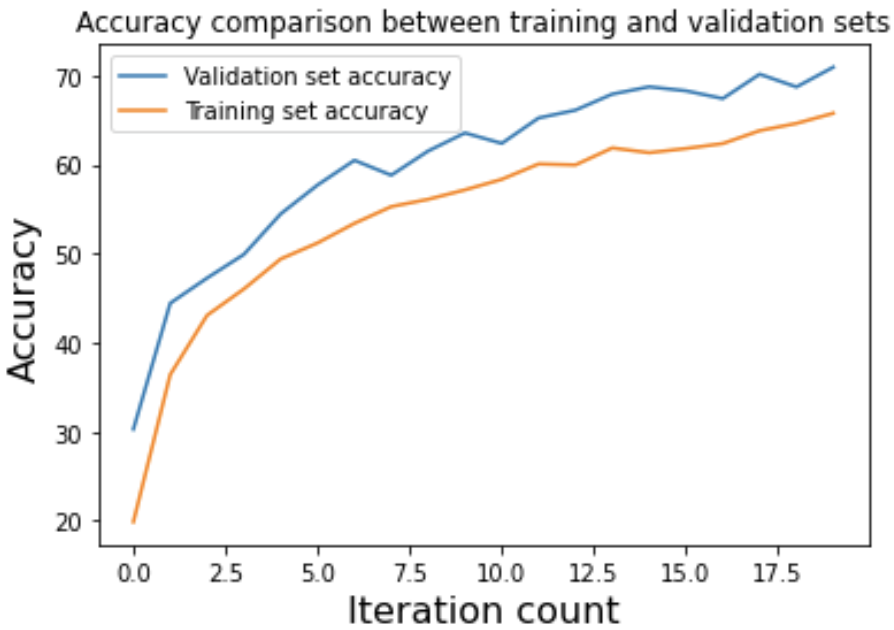 Accuracy comparison between training and validation sets
Validation set accuracy
Training set accuracy
70
60
50
40
30
20
Accuracy
0.0 2.5 5.0 7.5 10.0 12.5 15.0 17.5
Iteration count